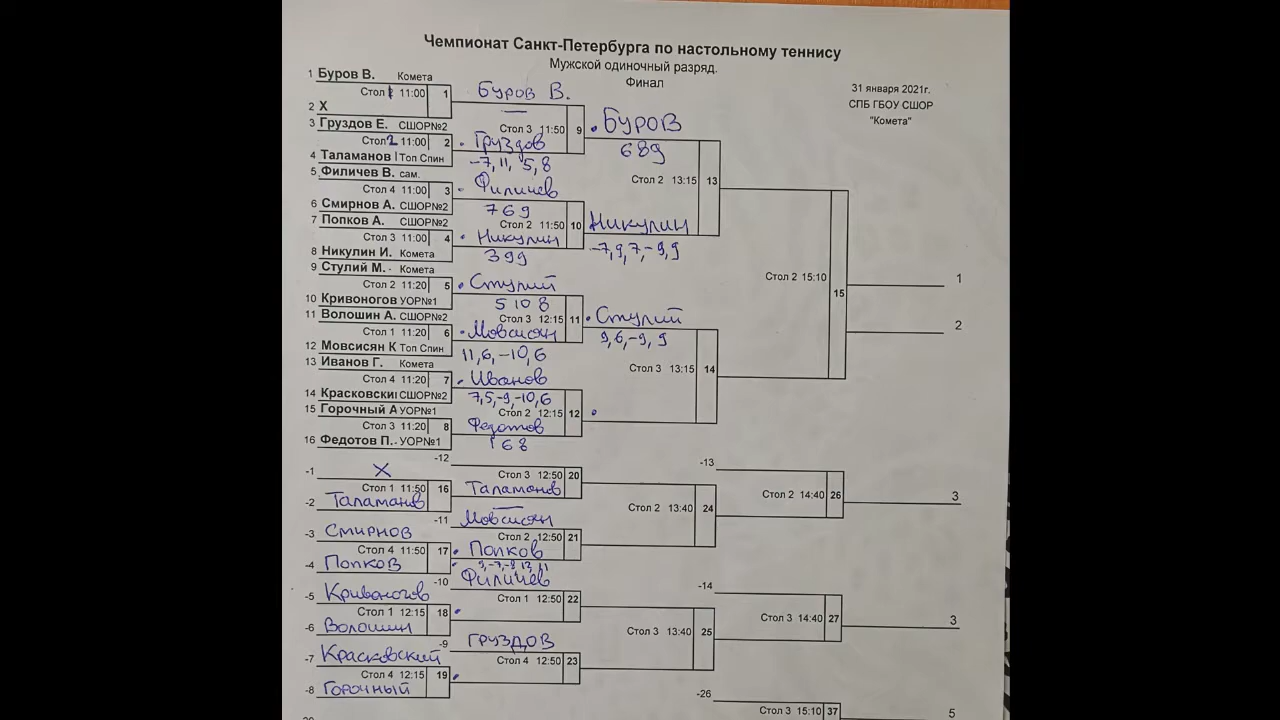 Чемпионат Санкт-Петербурга по настольному теннису
Мужской одиночный разряд.
Финал
31 января 2021г.
СПБ ГБОУ СШОР
"Комета"
1 Буров В. Комета
Стол 11:00 1
Буров В.
2 X
3 Груздов Е. СШОР№2
Стол 3 11:50 9
Буров
689
Стол 2 11:00 2
Груздов
-7, 11, 5, 8
4 Таламанов Топ Спин
5 Филичев В. сам.
Стол 2 13:15 13
Стол 4 11:00 3
Филичев
769
6 Смирнов А. СШОР№2
7 Попков А. СШОР№2
Стол 2 11:50 10
Никулин
-7, 9, 7, -9, 9
Стол 3 11:00 4
Никулин
399
8 Никулин И. Комета
9 Стулий М. - Комета
Стол 2 15:10 15
1
2
Стол 2 11:20 5
Стулий
5 10 8
10 Кривоногов УОР№1
11 Волошин А. СШОР№2
Стол 3 12:15 11
Стулий
9, 6, -9, 9
Стол 1 11:20 6
Мовсисян
11, 6, -10, 6
12 Мовсисян К Топ Спин
13 Иванов Г. Комета
Стол 3 13:15 14
Стол 4 11:20 7
Иванов
7, 5, -9, -10, 6
14 Красовски СШОР№2
15 Горочный А УОР№1
Стол 2 12:15 12
Стол 3 11:20 8
Федотов
1 6 8
16 Федотов П. - УОР№1
-12
-13
-1 X
Стол 3 12:50 20
Стол 1 11:50 16
Таламанов
-2 Таламанов
Стол 2 14:40 26
3
Стол 2 13:40 24
-11 Мовсисян
-3 Смирнов
Стол 2 12:50 21
Стол 4 11:50 17
Попков
-4 Попков
-10 Филичев
-14
-5 Кривоногов
Стол 1 12:50 22
Стол 1 12:15 18
-6 Волошин
Стол 3 14:40 27
3
Стол 3 13:40 25
-9 Груздов
-7 Красковский
Стол 4 12:50 23
Стол 4 12:15 19
-8 Горочный
-26
Стол 3 15:10 37
5